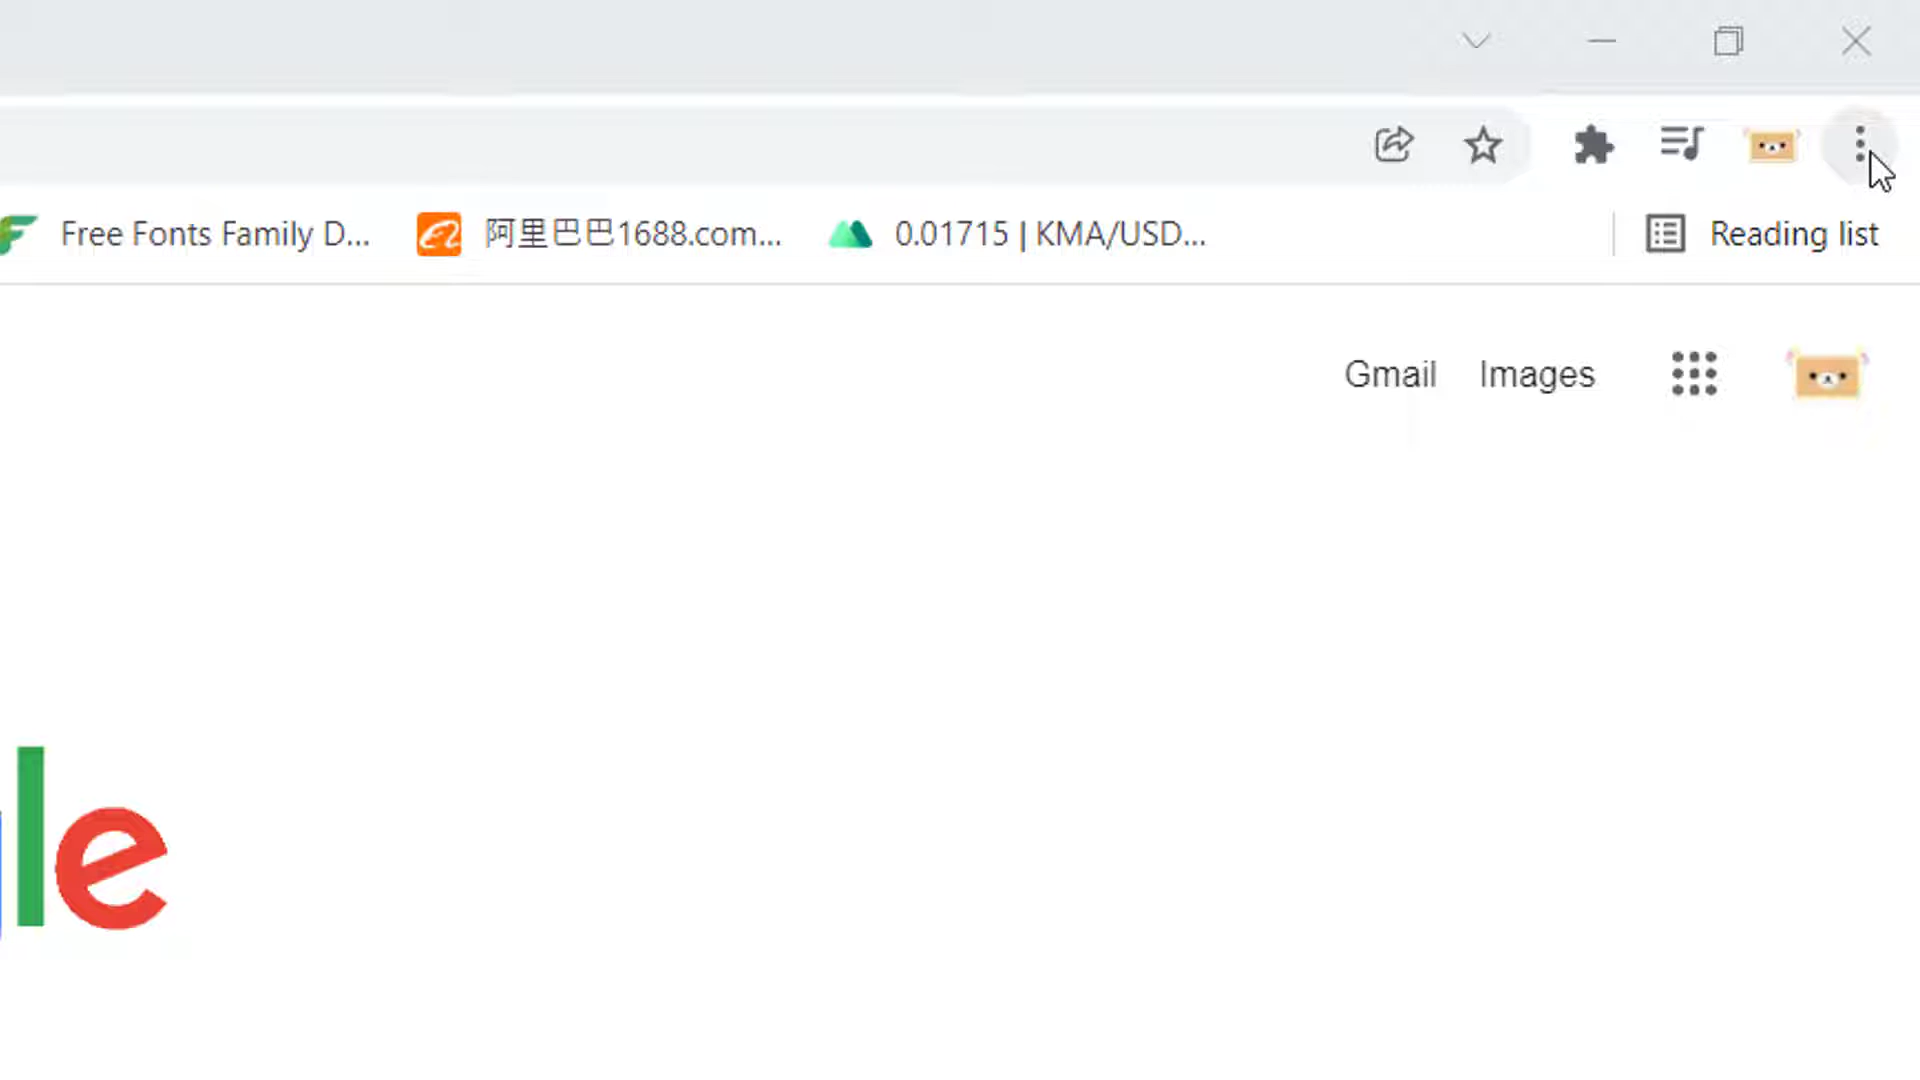 Free Fonts Family D...
阿里巴巴1688.com...
0.01715 | KMA/USD...
Reading list
Gmail
Images
le